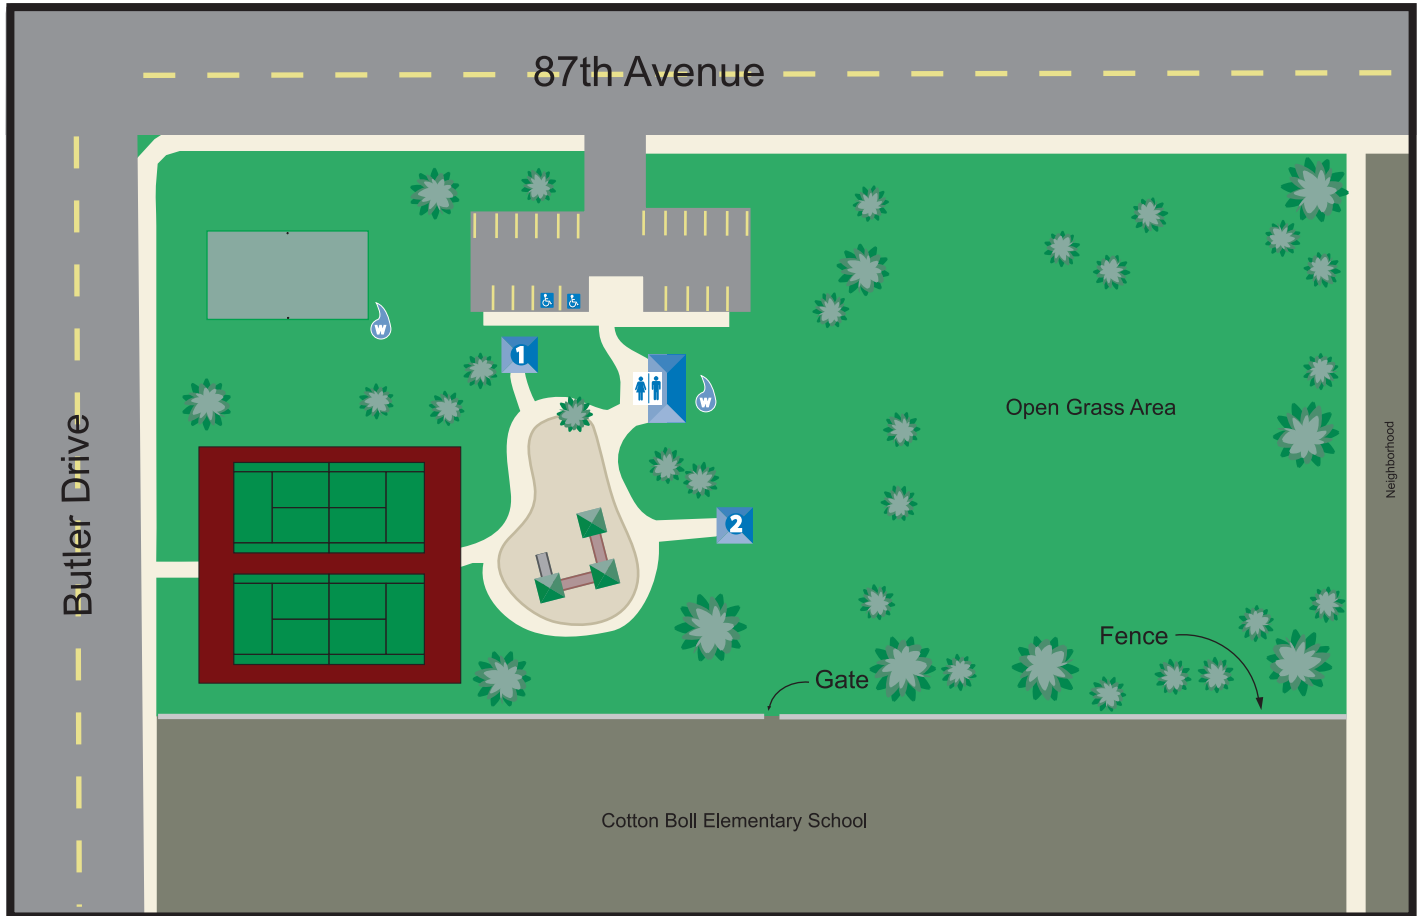 87th Avenue
1
W
W
Open Grass Area
Neighborhood
Butler Drive
2
Fence
Gate
Cotton Boll Elementary School